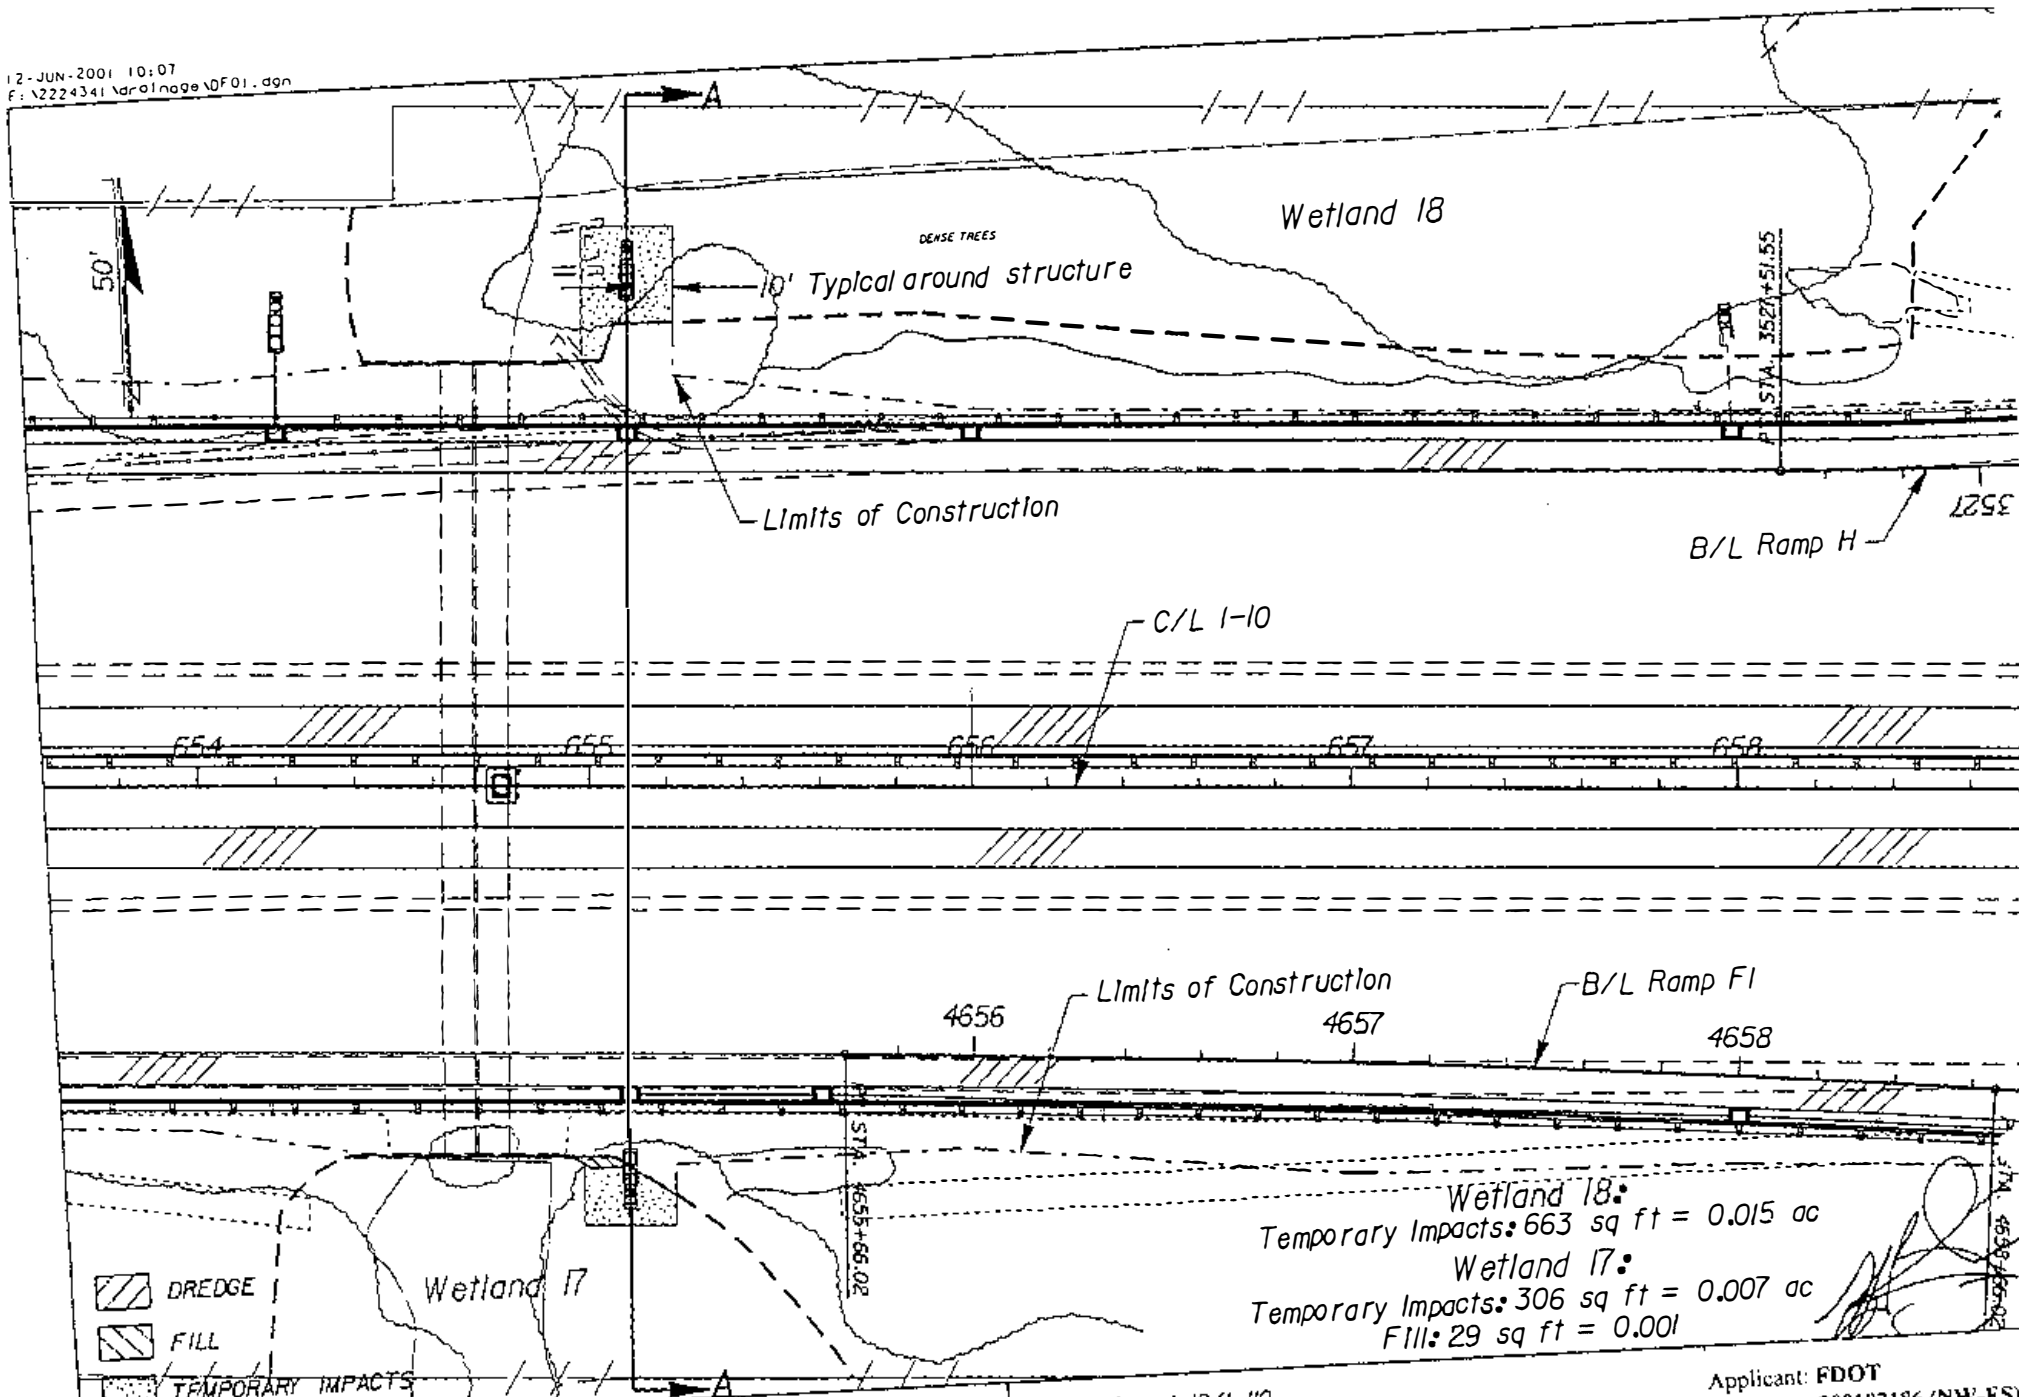 12-JUN-2001 10:07
F:\2224341\drainage\DF01.dgn
A
50'
Wetland 18
DENSE TREES
10' Typical around structure
STA. 3527+51.55
Limits of Construction
3527
B/L Ramp H
C/L I-10
654 655 656 657 658
Limits of Construction
B/L Ramp F1
4656 4657 4658
STA. 4655+66.02
STA. 4658+66.02
Wetland 18:
Temporary Impacts: 663 sq ft = 0.015 ac
Wetland 17:
Temporary Impacts: 306 sq ft = 0.007 ac
Fill: 29 sq ft = 0.001
Wetland 17
DREDGE
FILL
TEMPORARY IMPACTS
A
Applicant: FDOT